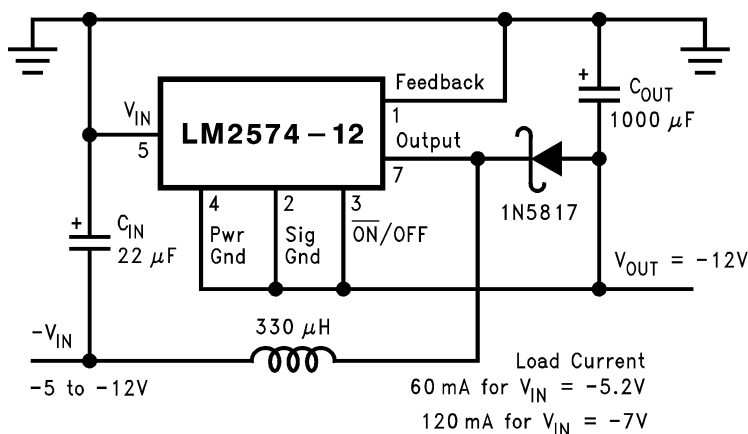 Feedback
1
V_IN
5
LM2574-12
Output
7
+
C_OUT
1000 μF
4
2
3
1N5817
+
C_IN
22 μF
Pwr
Gnd
Sig
Gnd
O̅N̅/OFF
V_OUT = -12V
-V_IN
330 μH
-5 to -12V
Load Current
60 mA for V_IN = -5.2V
120 mA for V_IN = -7V